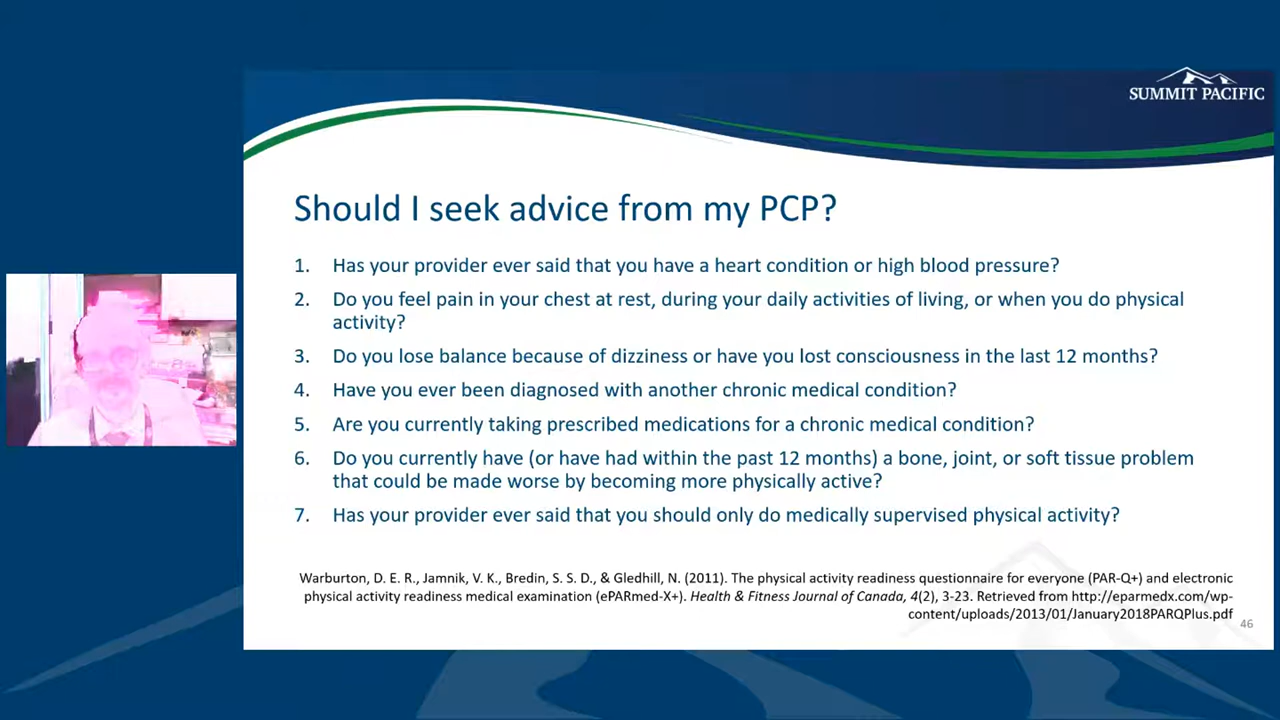 SUMMIT PACIFIC
Should I seek advice from my PCP?
1. Has your provider ever said that you have a heart condition or high blood pressure?
2. Do you feel pain in your chest at rest, during your daily activities of living, or when you do physical
activity?
3. Do you lose balance because of dizziness or have you lost consciousness in the last 12 months?
4. Have you ever been diagnosed with another chronic medical condition?
5. Are you currently taking prescribed medications for a chronic medical condition?
6. Do you currently have (or have had within the past 12 months) a bone, joint, or soft tissue problem
that could be made worse by becoming more physically active?
7. Has your provider ever said that you should only do medically supervised physical activity?
Warburton, D. E. R., Jamnik, V. K., Bredin, S. S. D., & Gledhill, N. (2011). The physical activity readiness questionnaire for everyone (PAR-Q+) and electronic
physical activity readiness medical examination (ePARmed-X+). Health & Fitness Journal of Canada, 4(2), 3-23. Retrieved from http://eparmedx.com/wp-
content/uploads/2013/01/January2018PARQPlus.pdf
46